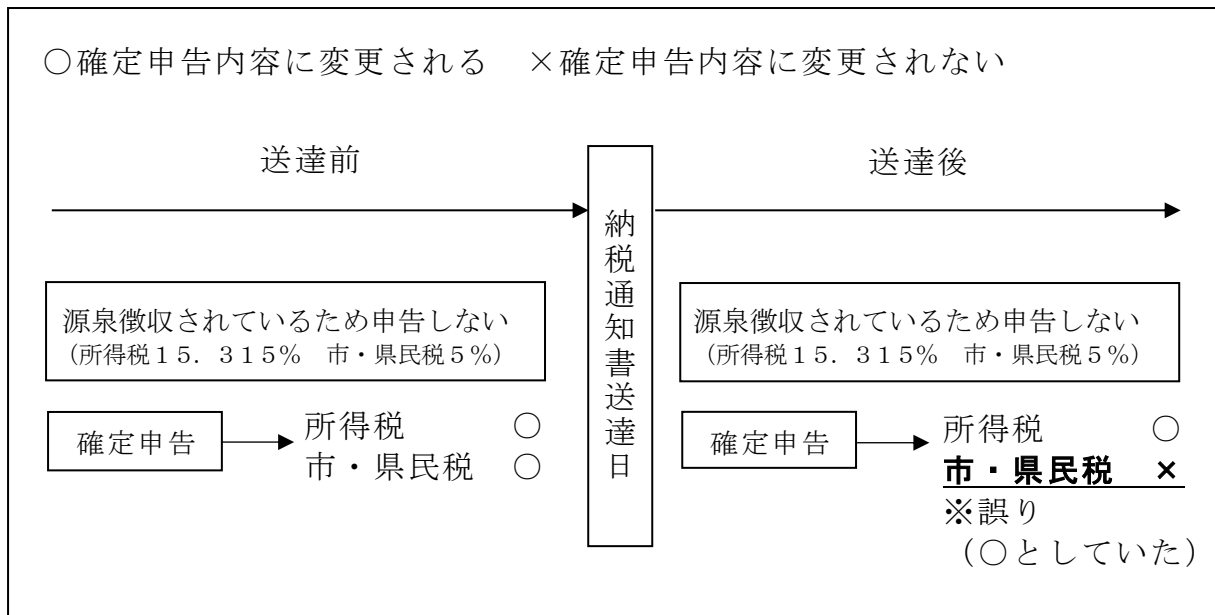 ○確定申告内容に変更される　×確定申告内容に変更されない
送達前
納税通知書送達日
送達後
源泉徴収されているため申告しない
（所得税１５．３１５％　市・県民税５％）
確定申告
所得税　○
市・県民税　○
源泉徴収されているため申告しない
（所得税１５．３１５％　市・県民税５％）
確定申告
所得税　○
市・県民税　×
※誤り
（○としていた）